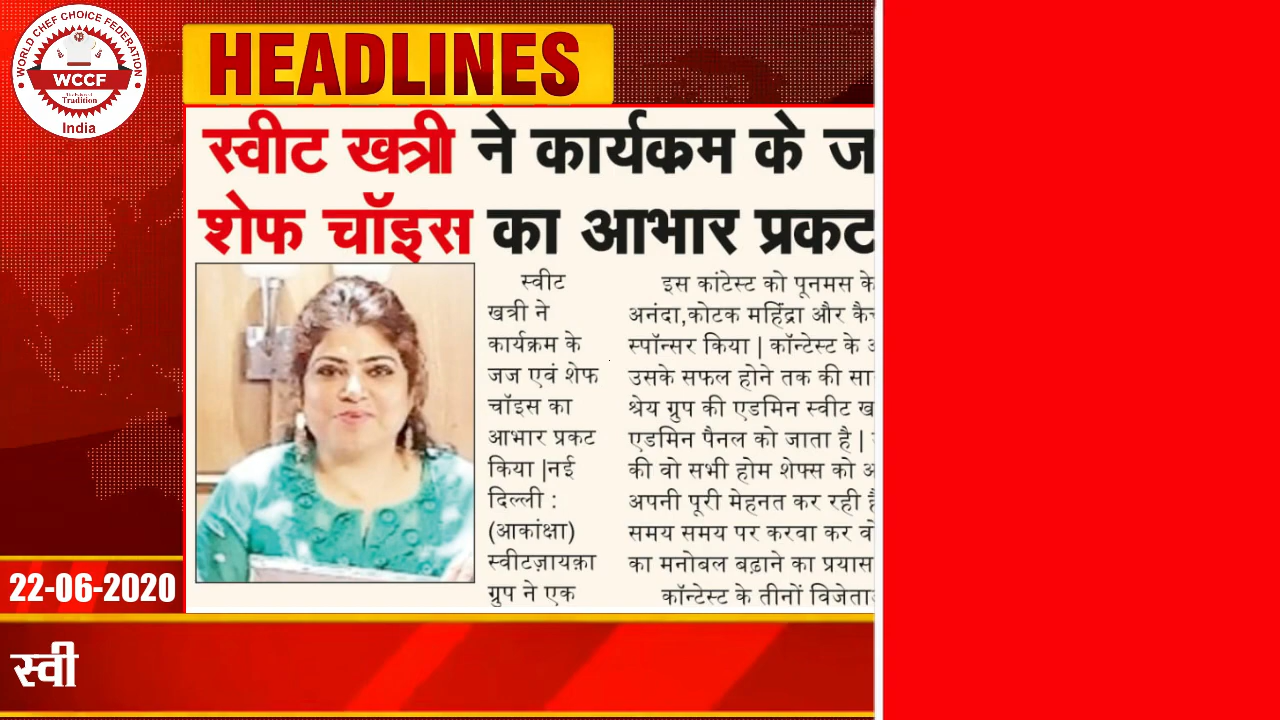 WORLD CHEF CHOICE FEDERATION
WCCF
The Future of
Tradition
India
HEADLINES
स्वीट खत्री ने कार्यक्रम के ज
शेफ चॉइस का आभार प्रकट
स्वीट
खत्री ने
कार्यक्रम के
जज एवं शेफ
चॉइस का
आभार प्रकट
किया |नई
दिल्ली :
(आकांक्षा)
स्वीटज़ायक़ा
ग्रुप ने एक
इस कांटेस्ट को पूनमस के
अनंदा,कोटक महिंद्रा और
स्पॉन्सर किया | कॉन्टेस्ट के
उसके सफल होने तक की
श्रेय ग्रुप की एडमिन स्वीट ख
एडमिन पैनल को जाता है |
की वो सभी होम शेफ्स को
अपनी पूरी मेहनत कर रही
समय समय पर करवा कर
का मनोबल बढ़ाने का प्रयास
कॉन्टेस्ट के तीनों
22-06-2020
स्वी